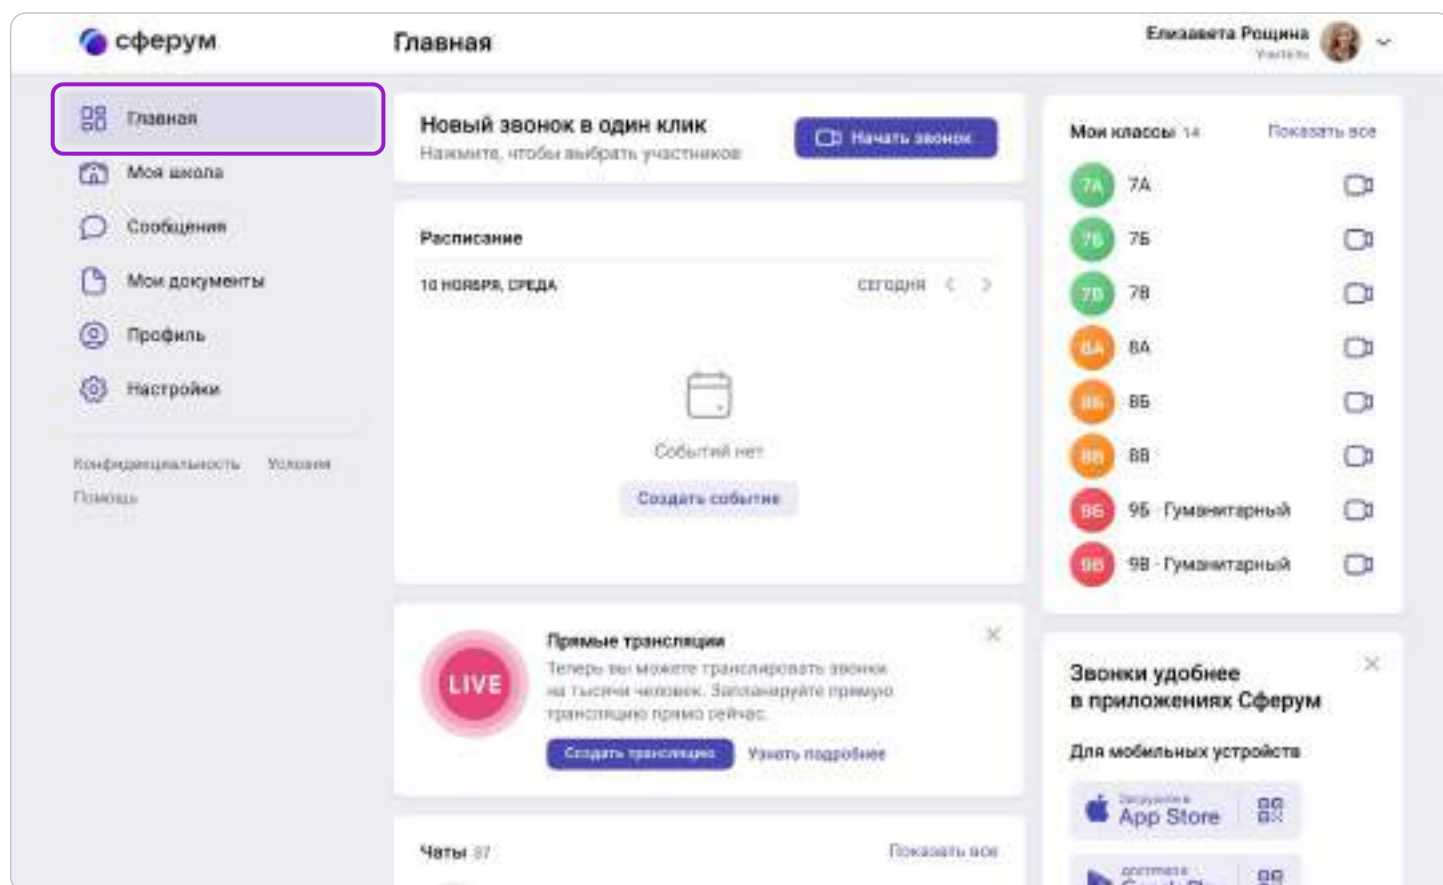 сферум
Главная
Елизавета Рощина
Учитель
Главная
Моя школа
Сообщения
Мои документы
Профиль
Настройки
Конфиденциальность Условия
Помощь
Новый звонок в один клик
Нажмите, чтобы выбрать участников
Начать звонок
Расписание
10 НОЯБРЯ, СРЕДА
СЕГОДНЯ
Событий нет
Создать событие
LIVE
Прямые трансляции
Теперь вы можете транслировать звонки
на тысячи человек. Запланируйте прямую
трансляцию прямо сейчас.
Создать трансляцию
Узнать подробнее
Чаты 87
Показать все
Мои классы 14
Показать все
7А 7А
7Б 7Б
7В 7В
8А 8А
8Б 8Б
8В 8В
9Б 9Б · Гуманитарный
9В 9В · Гуманитарный
Звонки удобнее
в приложениях Сферум
Для мобильных устройств
Загрузите в
App Store